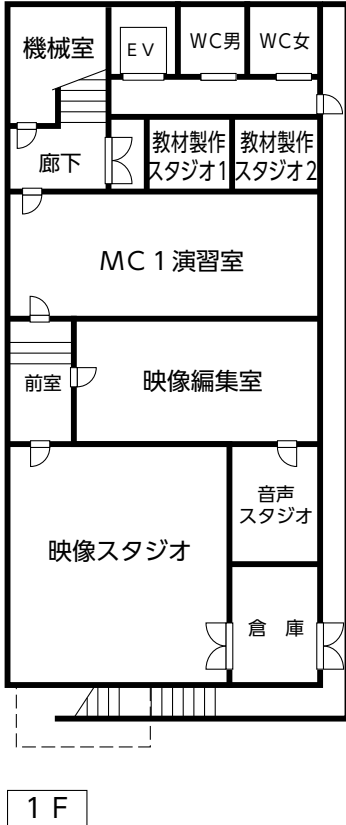 機械室
ＥＶ
ＷＣ男
ＷＣ女
廊下
教材製作
スタジオ1
教材製作
スタジオ2
ＭＣ１演習室
前室
映像編集室
映像スタジオ
音声
スタジオ
倉　庫
１Ｆ